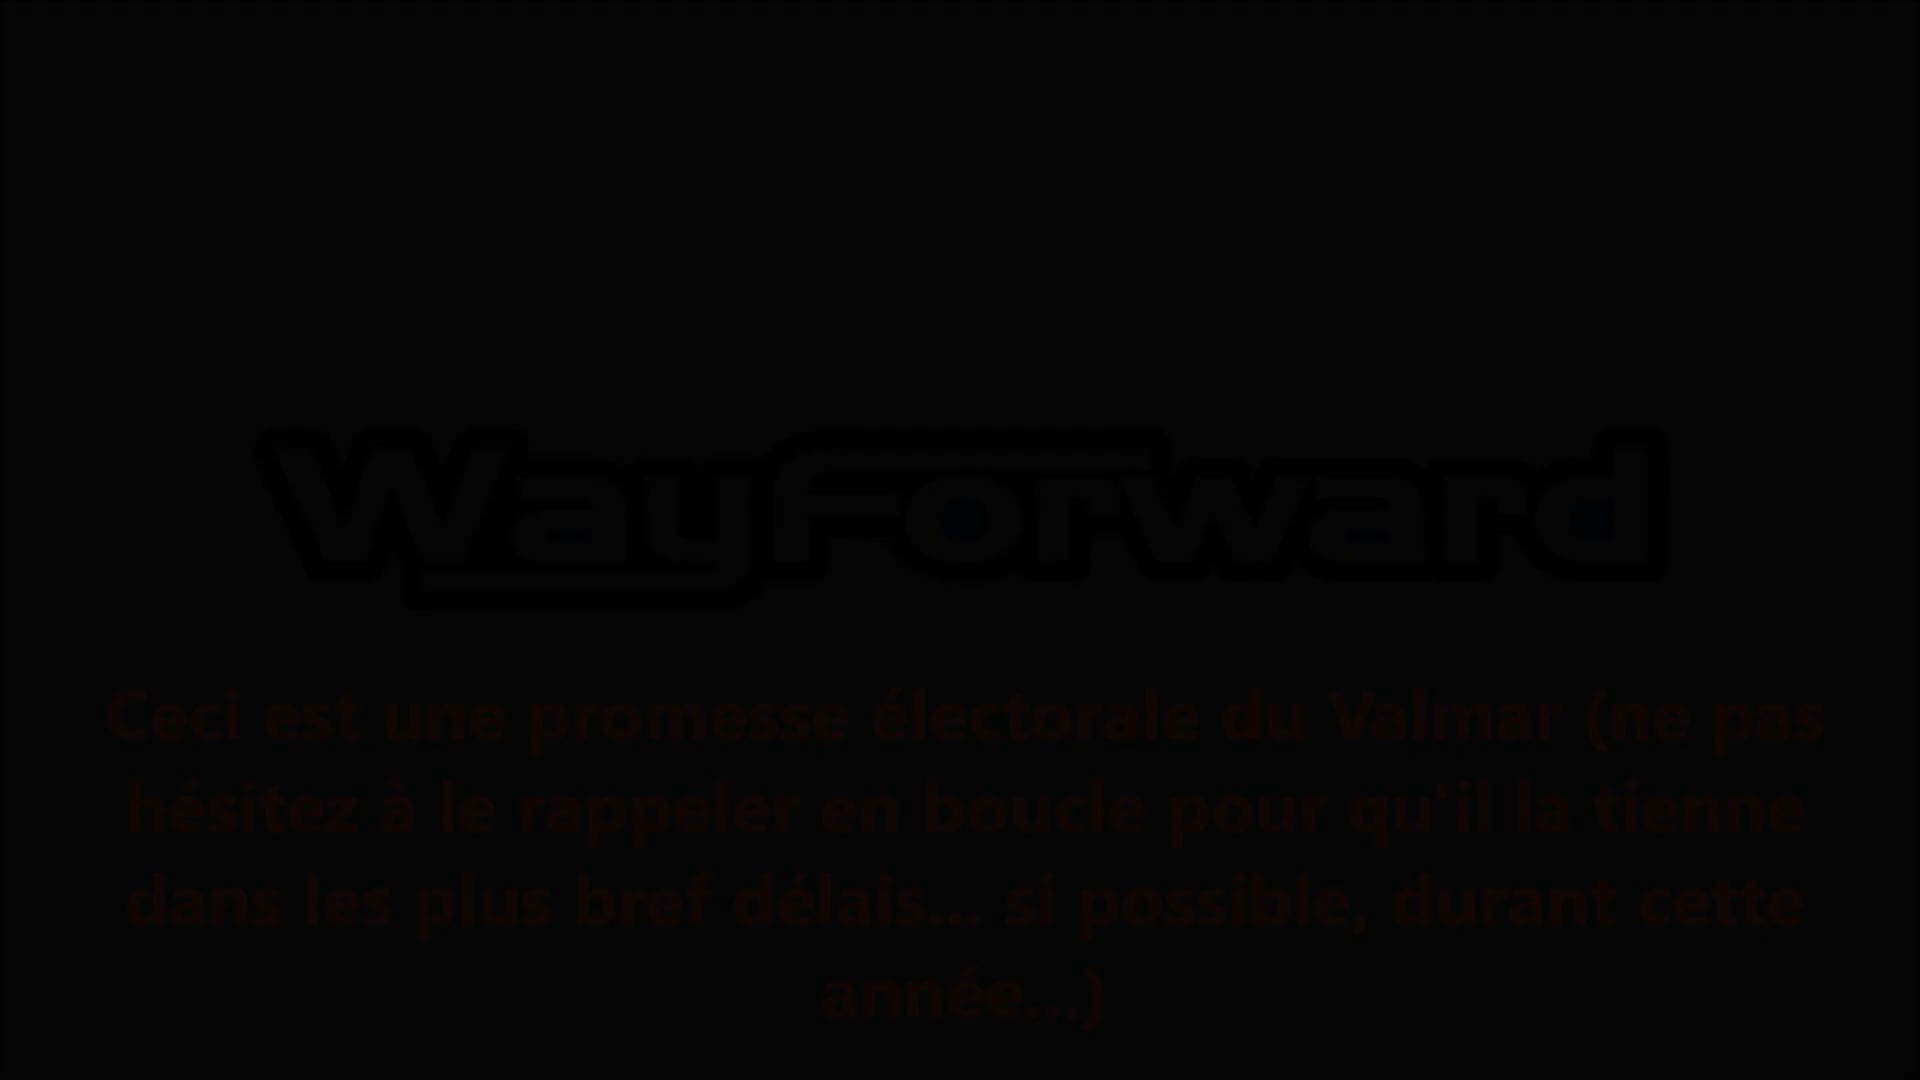 WayForward
Ceci est une promesse électorale du Valmar (ne pas
hésitez à le rappeler en boucle pour qu'il la tienne
dans les plus bref délais... si possible, durant cette
année...)